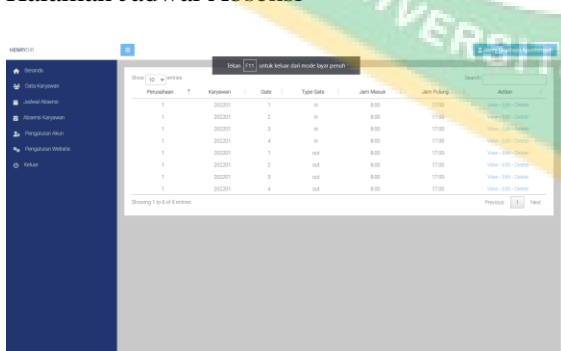 Halaman Jadwal Absensi
UNIVERSIT
HENRY
Tekan F11 untuk keluar dari mode layar penuh
Beranda
Data Karyawan
Jadwal Absensi
Absensi Karyawan
Pengaturan Akun
Pengaturan Website
Keluar
Show 10 entries
Search
Perusahaan Karyawan Gate Type Gate Jam Masuk Jam Pulang Action
1 202201 1 in 8:00 17:00 View - Edit - Delete
1 202201 2 in 8:00 17:00 View - Edit - Delete
1 202201 3 in 8:00 17:00 View - Edit - Delete
1 202201 4 in 8:00 17:00 View - Edit - Delete
1 202201 1 out 8:00 17:00 View - Edit - Delete
1 202201 2 out 8:00 17:00 View - Edit - Delete
1 202201 3 out 8:00 17:00 View - Edit - Delete
1 202201 4 out 8:00 17:00 View - Edit - Delete
Showing 1 to 8 of 8 entries
Previous 1 Next